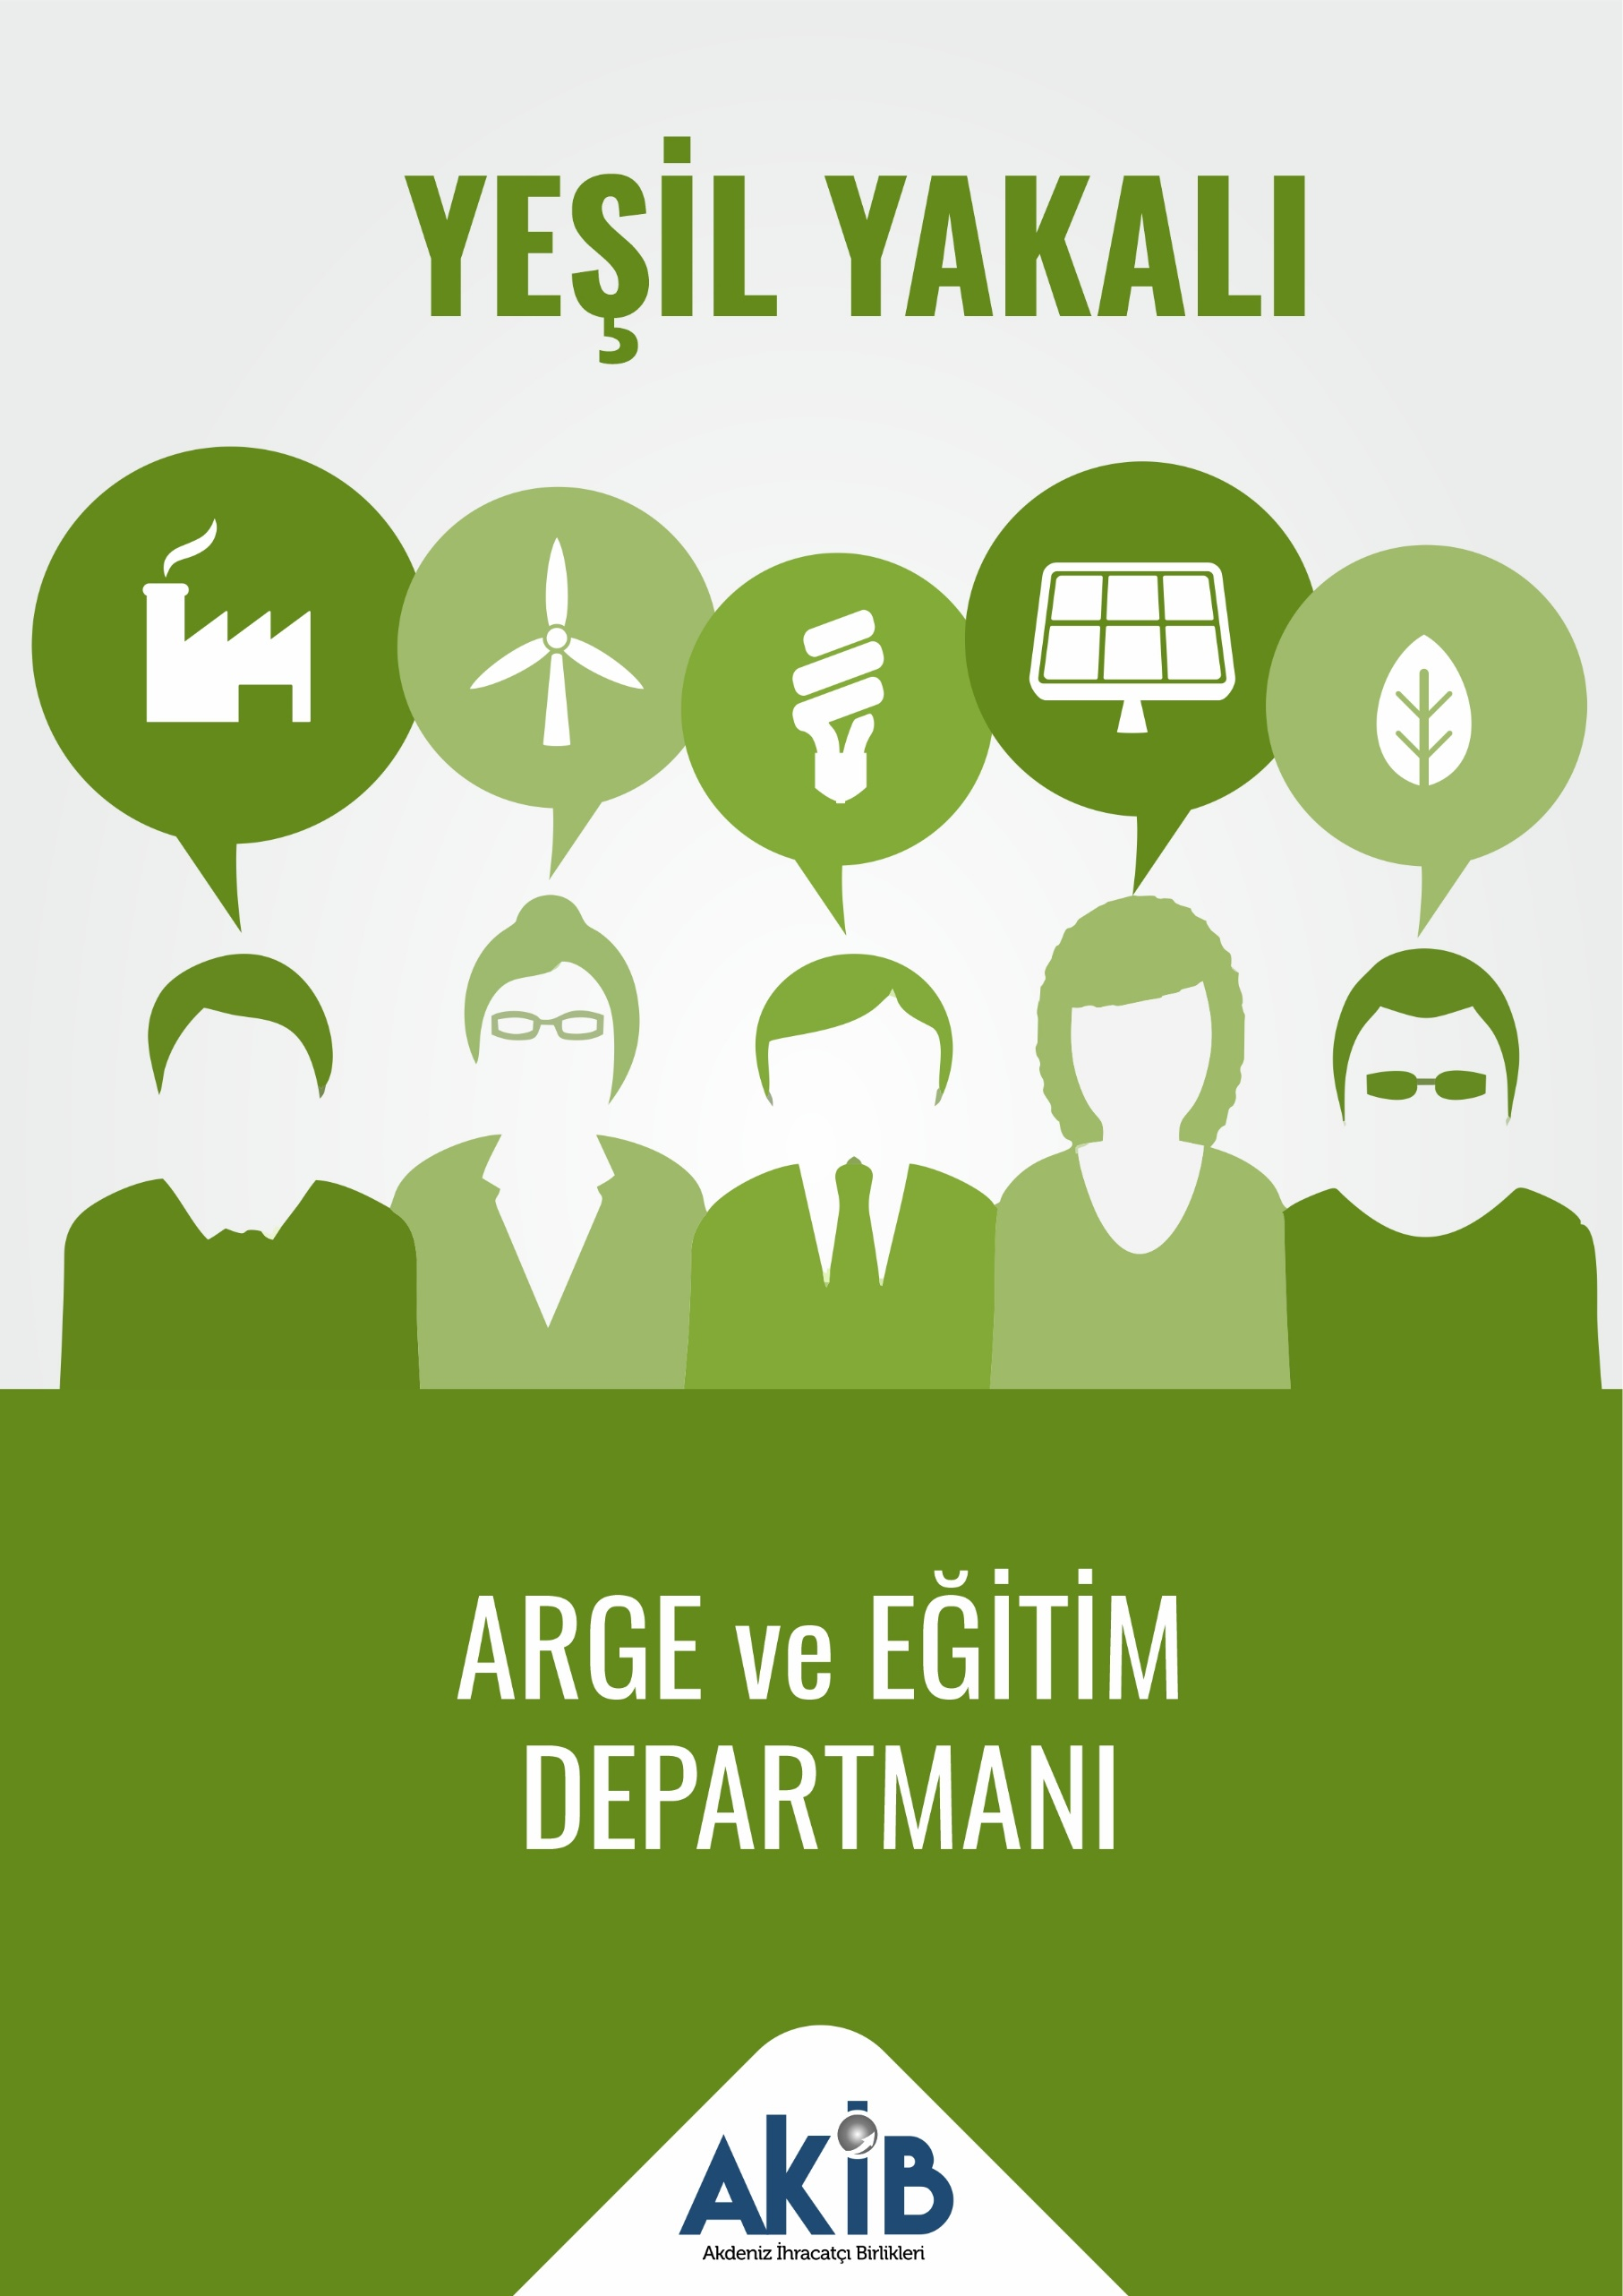 YEŞİL YAKALI
ARGE ve EĞİTİM
DEPARTMANI
AKİB
Akdeniz İhracatçı Birlikleri